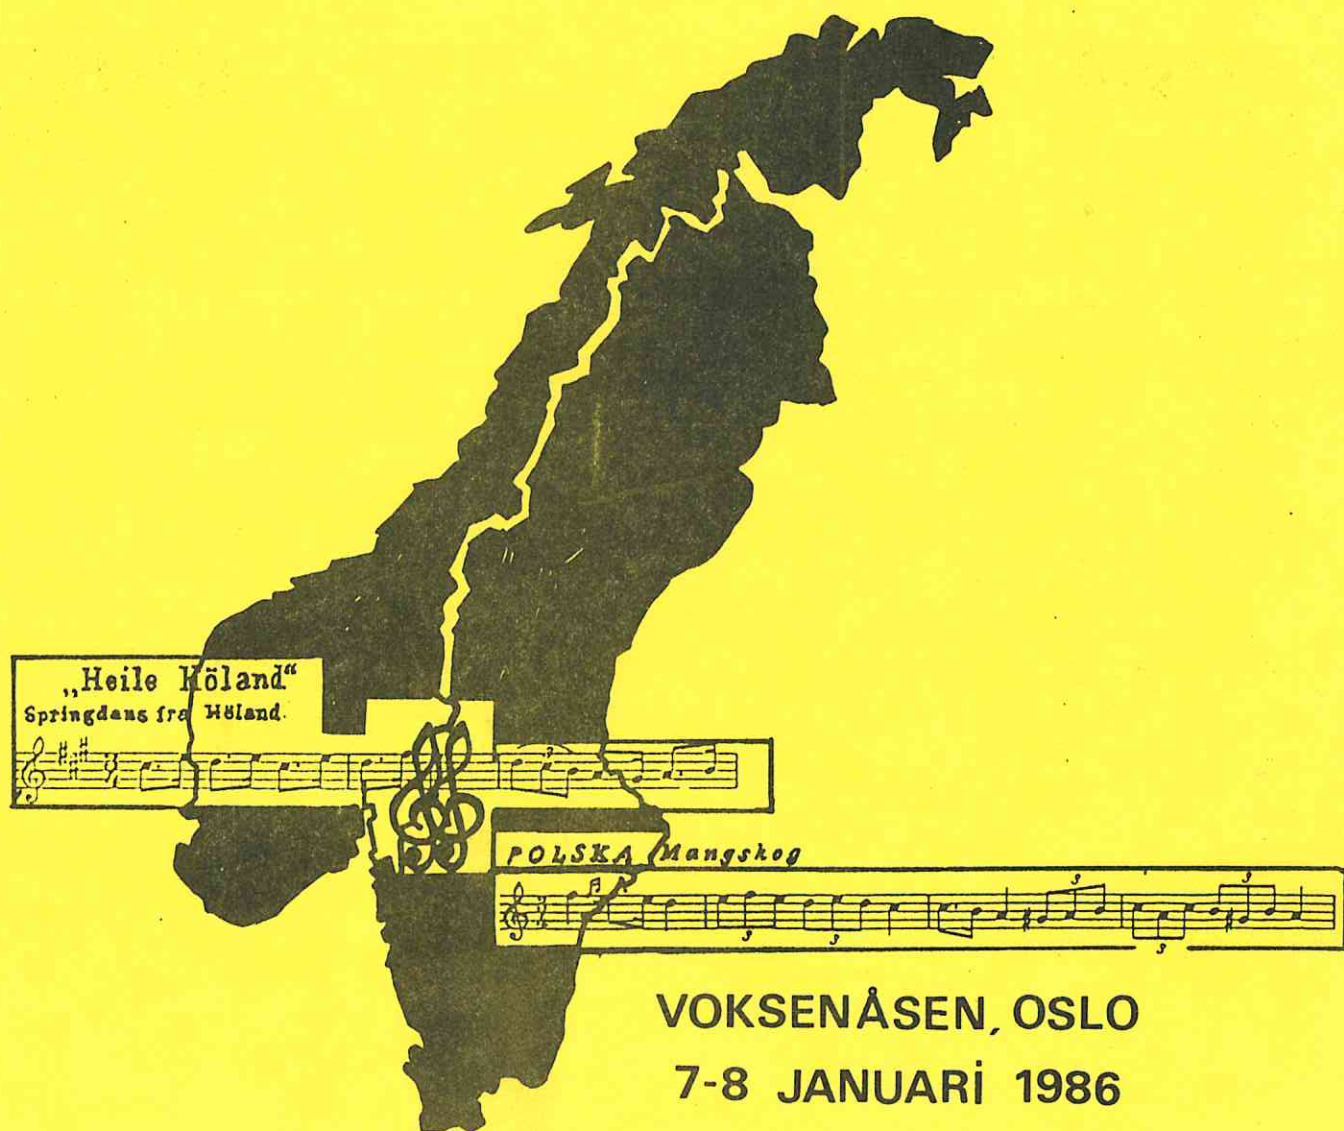 „Heile Höland“
Springdans fra Höland.
POLSKA Mangskog
VOKSENÅSEN, OSLO
7-8 JANUARİ 1986